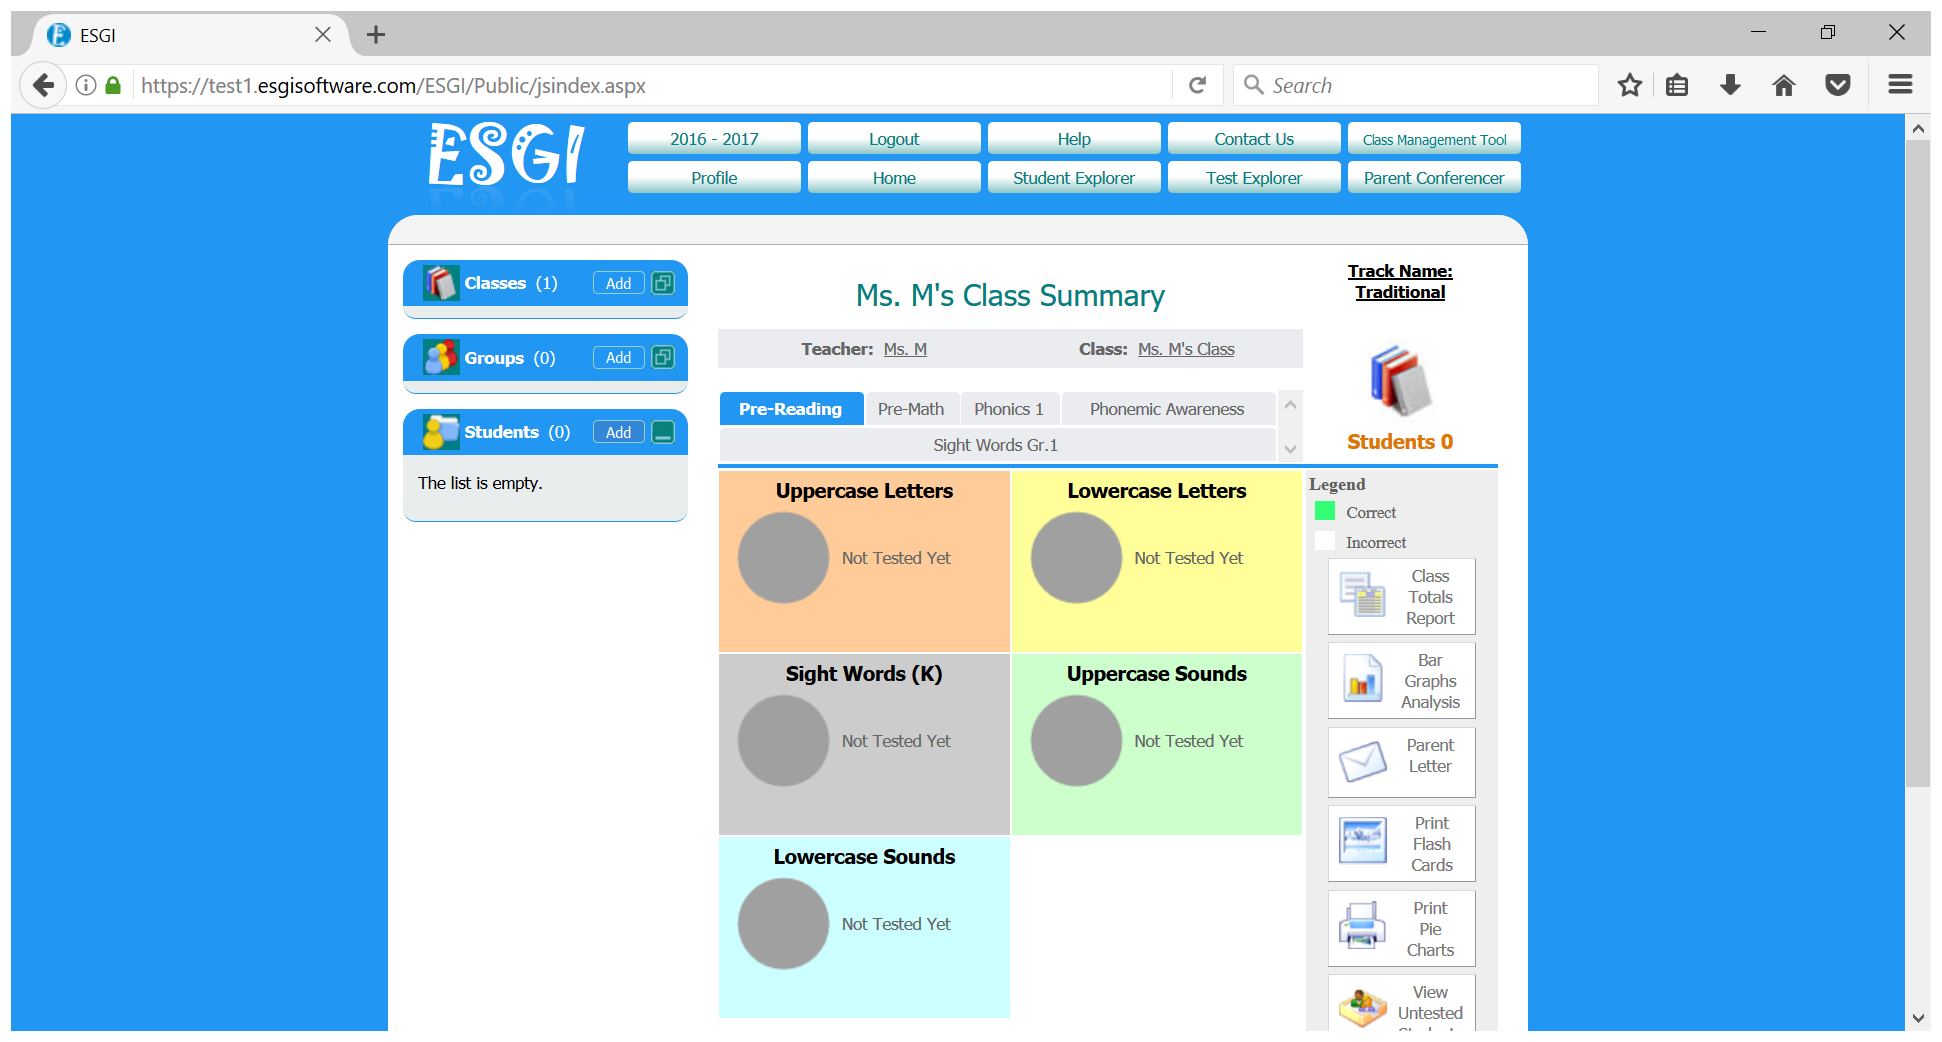 ESGI
https://test1.esgisoftware.com/ESGI/Public/jsindex.aspx
Search
ESGI
2016 - 2017
Logout
Help
Contact Us
Class Management Tool
Profile
Home
Student Explorer
Test Explorer
Parent Conferencer
Classes (1)
Add
Groups (0)
Add
Students (0)
Add
The list is empty.
Ms. M's Class Summary
Teacher: Ms. M
Class: Ms. M's Class
Pre-Reading
Pre-Math
Phonics 1
Phonemic Awareness
Sight Words Gr.1
Track Name:
Traditional
Students 0
Uppercase Letters
Not Tested Yet
Lowercase Letters
Not Tested Yet
Sight Words (K)
Not Tested Yet
Uppercase Sounds
Not Tested Yet
Lowercase Sounds
Not Tested Yet
Legend
Correct
Incorrect
Class
Totals
Report
Bar
Graphs
Analysis
Parent
Letter
Print
Flash
Cards
Print
Pie
Charts
View
Untested